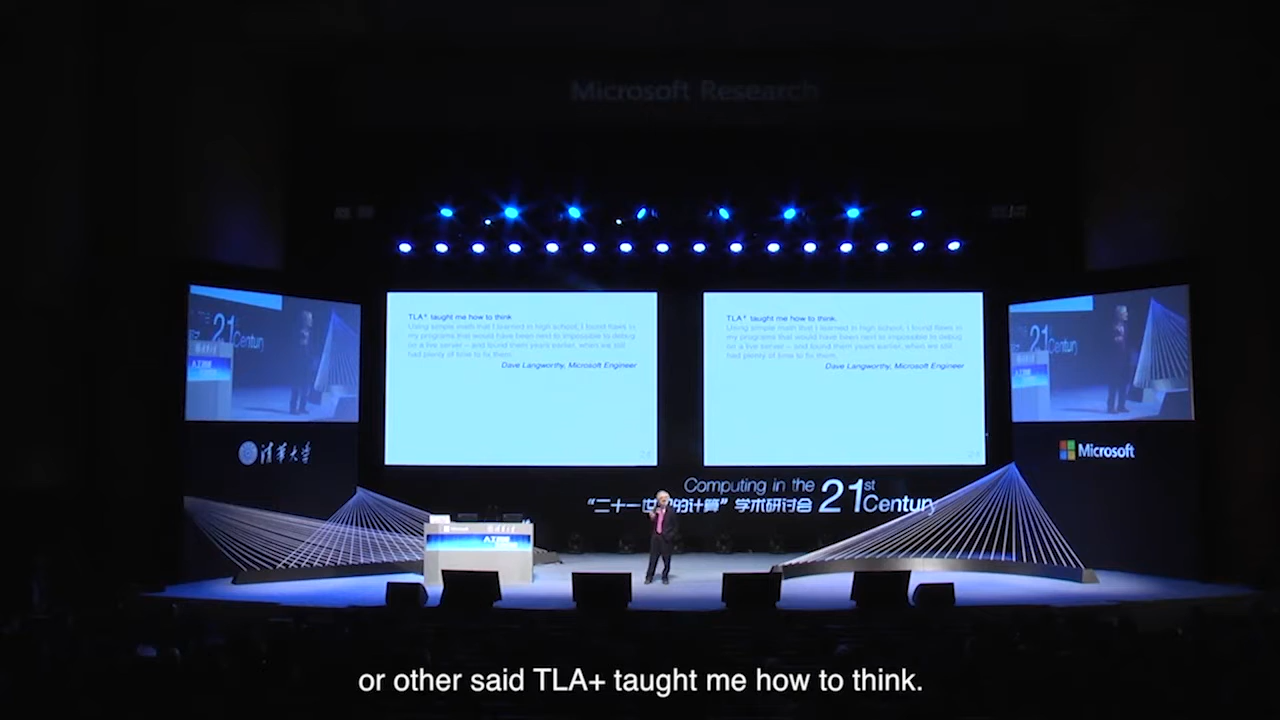 Microsoft Research
TLA+ taught me how to think
Using simple math that I learned in high school, I found flaws in
my programs that would have been next to impossible to debug
on a live server – and found them years earlier, when we still
had plenty of time to fix them.
Dave Langworthy, Microsoft Engineer
TLA+ taught me how to think.
Using simple math that I learned in high school, I found flaws in
my programs that would have been next to impossible to debug
on a live server – and found them years earlier, when we still
had plenty of time to fix them.
Dave Langworthy, Microsoft Engineer
21
Centur
21
Centur
清华大学
Microsoft
Computing in the 21st
"二十一世 的计算" 学术研讨会 Century
or other said TLA+ taught me how to think.